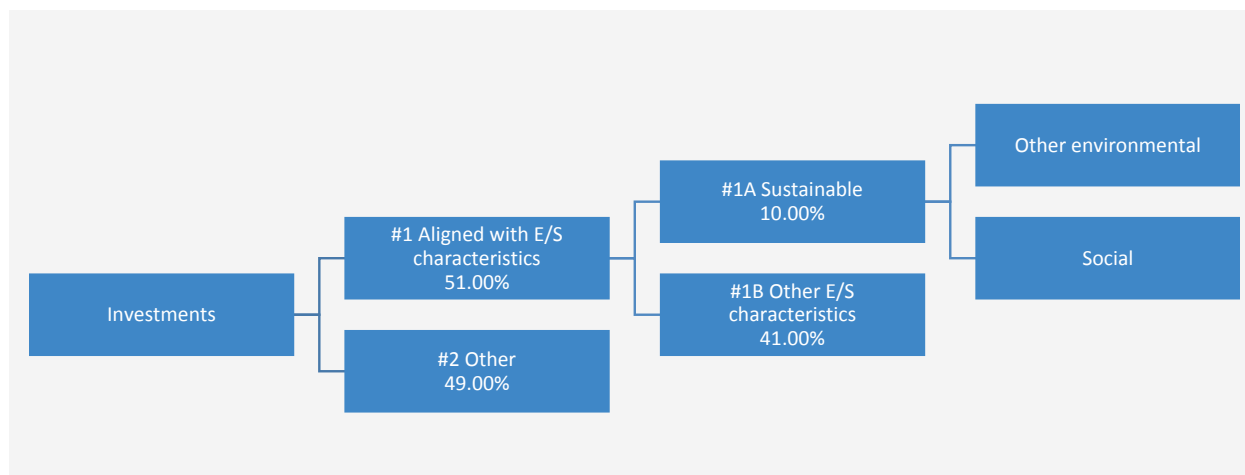 Investments
#1 Aligned with E/S
characteristics
51.00%
#2 Other
49.00%
#1A Sustainable
10.00%
#1B Other E/S
characteristics
41.00%
Other environmental
Social